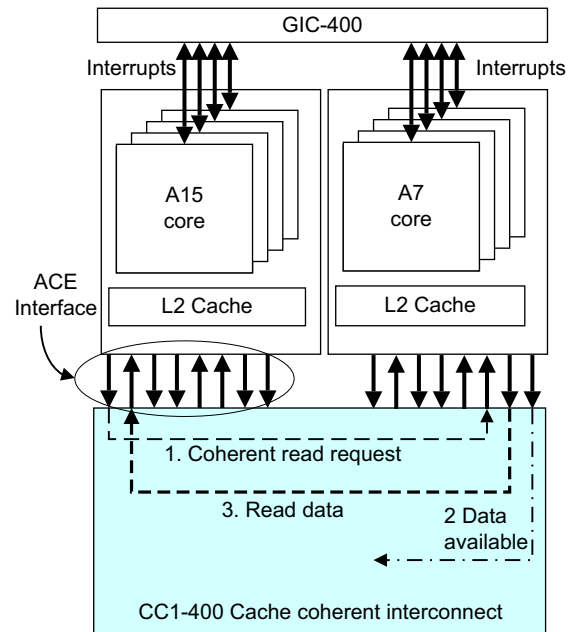 GIC-400
Interrupts
Interrupts
A15
core
A7
core
ACE
Interface
L2 Cache
L2 Cache
1. Coherent read request
3. Read data
2 Data
available
CC1-400 Cache coherent interconnect